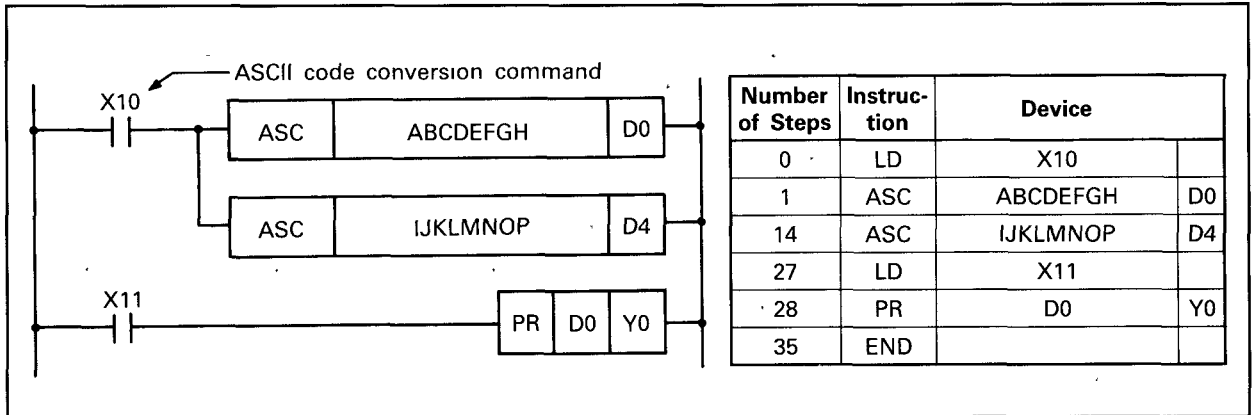 ASCII code conversion command
X10
ASC ABCDEFGH D0
ASC IJKLMNOP D4
X11
PR D0 Y0
Number of Steps Instruc-tion Device
0 LD X10
1 ASC ABCDEFGH D0
14 ASC IJKLMNOP D4
27 LD X11
28 PR D0 Y0
35 END